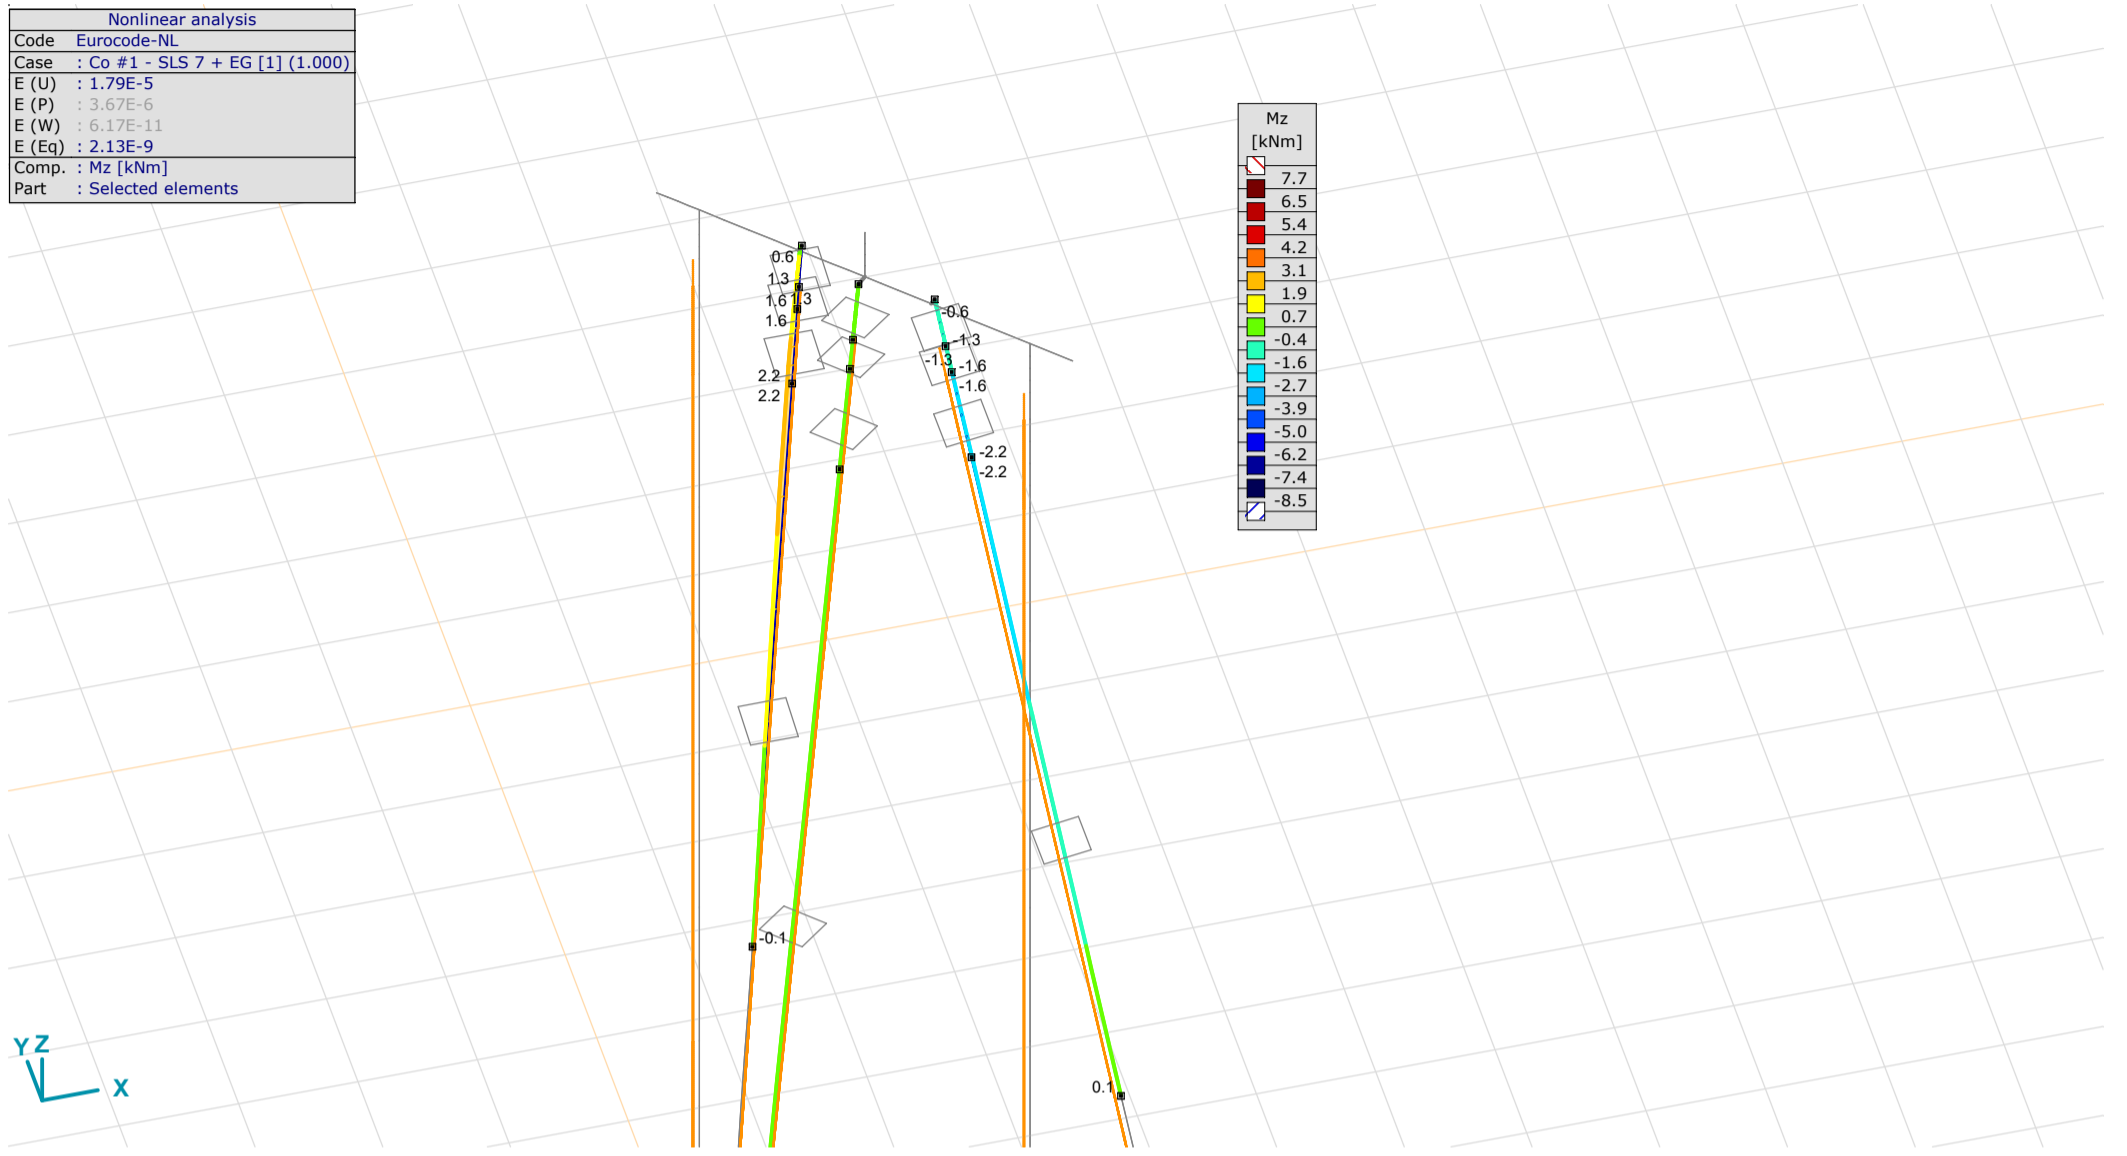 Nonlinear analysis
Code Eurocode-NL
Case : Co #1 - SLS 7 + EG [1] (1.000)
E (U) : 1.79E-5
E (P) : 3.67E-6
E (W) : 6.17E-11
E (Eq) : 2.13E-9
Comp. : Mz [kNm]
Part : Selected elements
Mz
[kNm]
7.7
6.5
5.4
4.2
3.1
1.9
0.7
-0.4
-1.6
-2.7
-3.9
-5.0
-6.2
-7.4
-8.5
0.6
1.3
1.6 1.3
1.6
2.2
2.2
-0.1
-0.6
-1.3
-1.3
-1.6
-1.6
-2.2
-2.2
0.1
Y Z
X